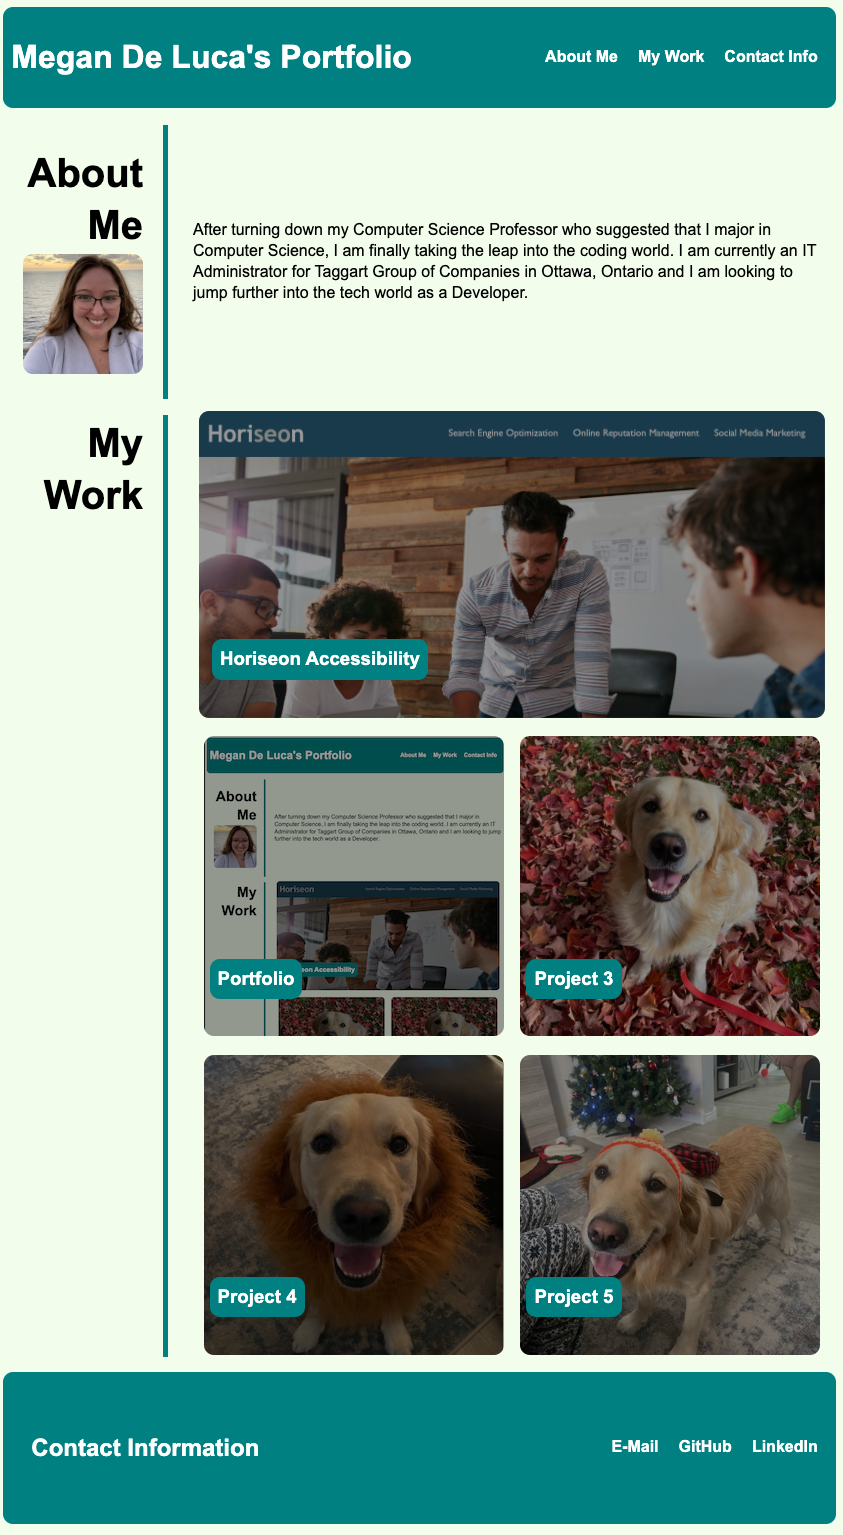 Megan De Luca's Portfolio
About Me My Work Contact Info
About
Me
After turning down my Computer Science Professor who suggested that I major in
Computer Science, I am finally taking the leap into the coding world. I am currently an IT
Administrator for Taggart Group of Companies in Ottawa, Ontario and I am looking to
jump further into the tech world as a Developer.
My
Work
Horiseon
Search Engine Optimization Online Reputation Management Social Media Marketing
Horiseon Accessibility
Megan De Luca's Portfolio
About Me My Work Contact Info
About
Me
After turning down my Computer Science Professor who suggested that I major in
Computer Science, I am finally taking the leap into the coding world. I am currently an IT
Administrator for Taggart Group of Companies in Ottawa, Ontario and I am looking to jump
further into the tech world as a Developer.
My
Work
Horiseon
Search Engine Optimization Online Reputation Management Social Media Marketing
on Accessibility
Portfolio
Project 3
Project 4
Project 5
Contact Information
E-Mail GitHub LinkedIn